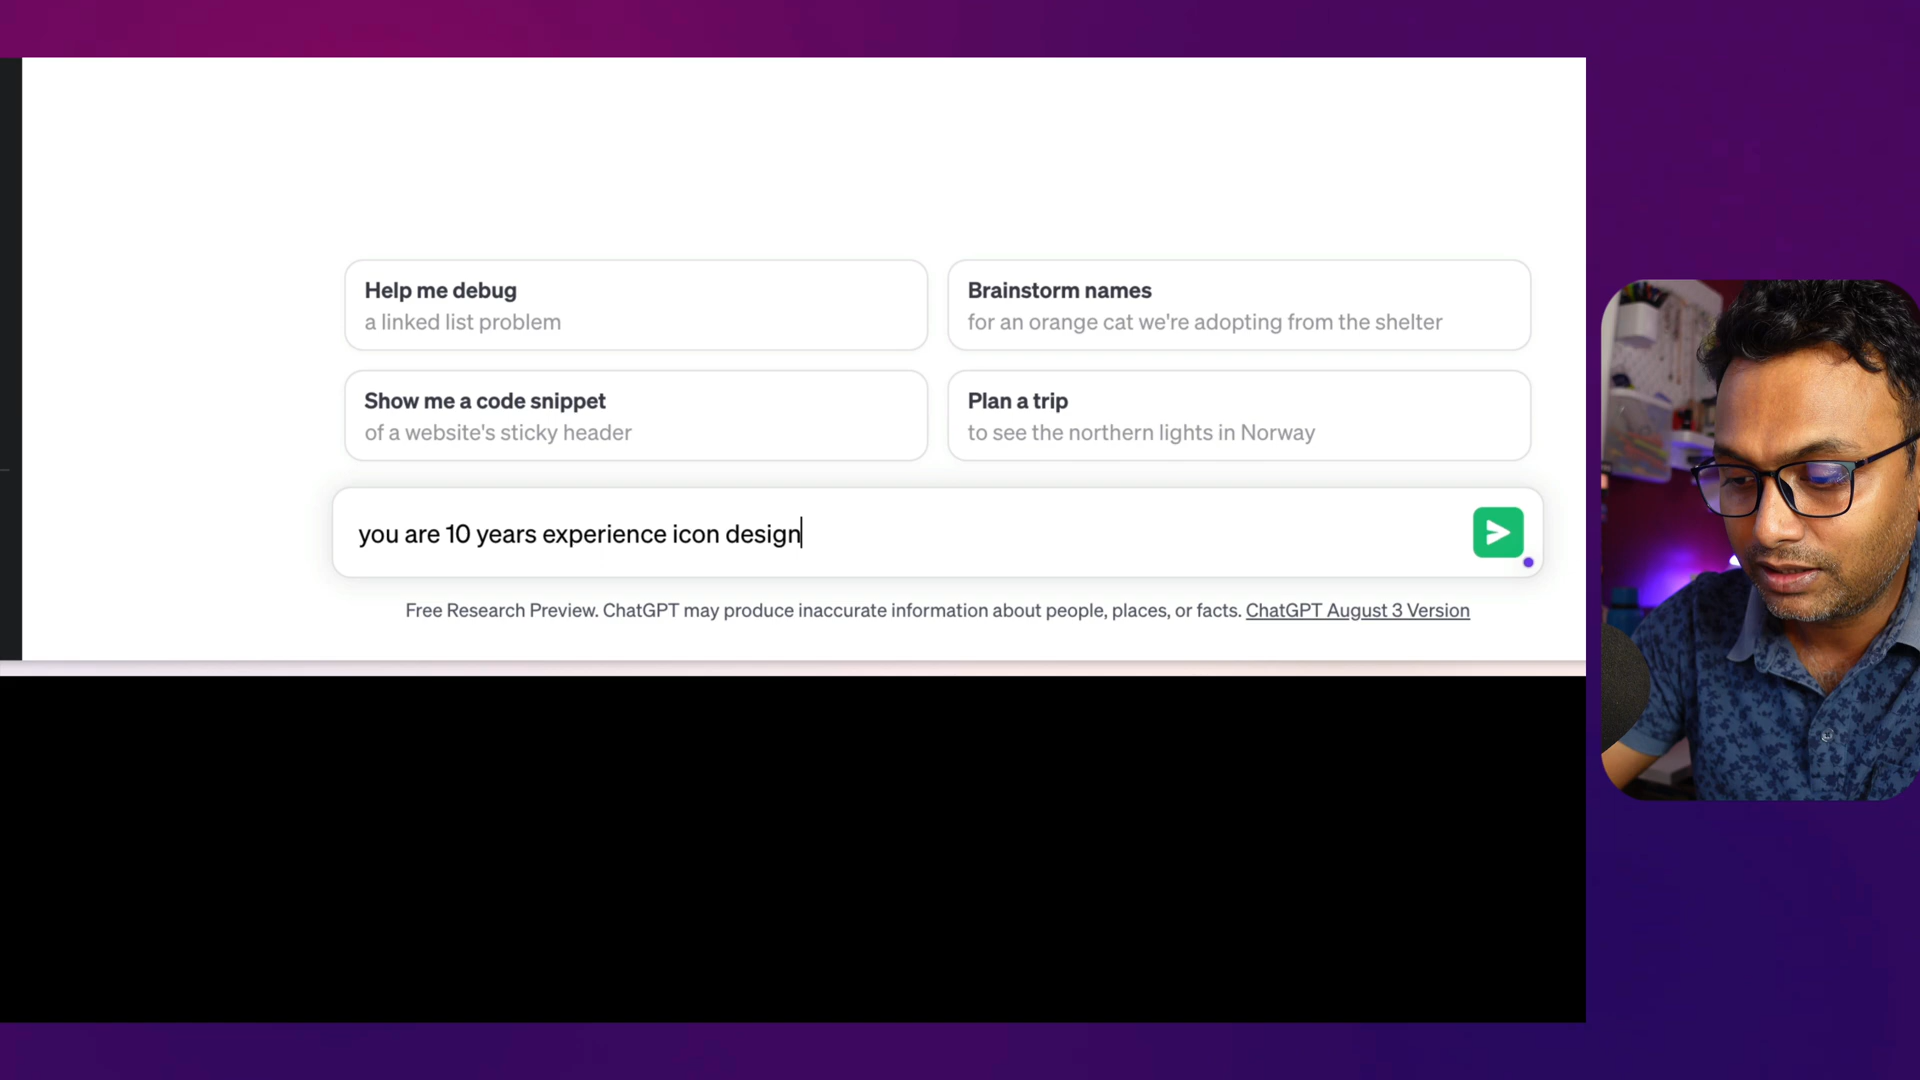 Help me debug
a linked list problem
Brainstorm names
for an orange cat we're adopting from the shelter
Show me a code snippet
of a website's sticky header
Plan a trip
to see the northern lights in Norway
you are 10 years experience icon design
Free Research Preview. ChatGPT may produce inaccurate information about people, places, or facts. ChatGPT August 3 Version